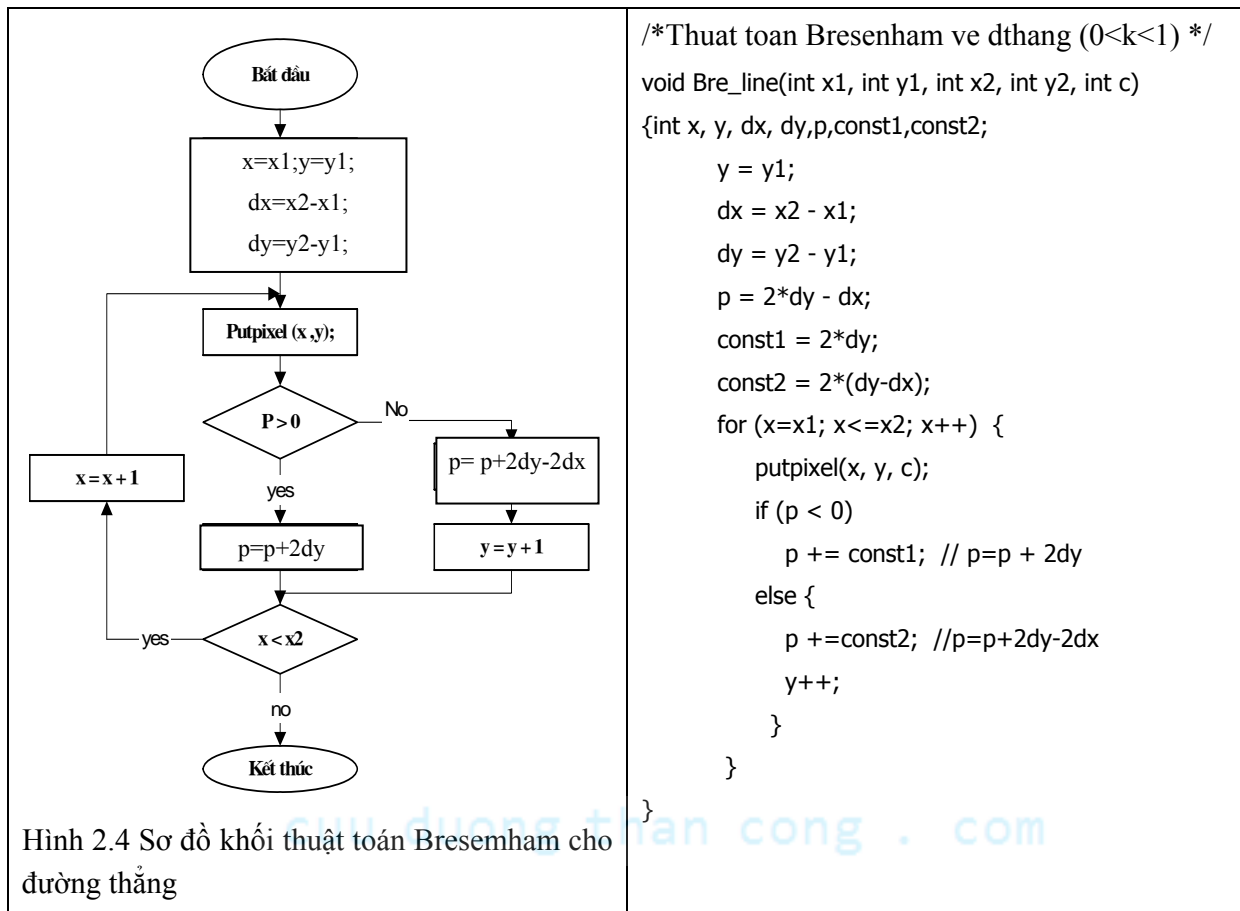 Bắt đầu
x=x1;y=y1;
dx=x2-x1;
dy=y2-y1;
Putpixel (x ,y);
P > 0
No
p= p+2dy-2dx
x = x + 1
yes
p=p+2dy
y = y + 1
yes
x < x2
no
Kết thúc
Hình 2.4 Sơ đồ khối thuật toán Bresemham cho
đường thẳng
/*Thuat toan Bresenham ve dthang (0<k<1) */
void Bre_line(int x1, int y1, int x2, int y2, int c)
{int x, y, dx, dy,p,const1,const2;
y = y1;
dx = x2 - x1;
dy = y2 - y1;
p = 2*dy - dx;
const1 = 2*dy;
const2 = 2*(dy-dx);
for (x=x1; x<=x2; x++) {
putpixel(x, y, c);
if (p < 0)
p += const1; // p=p + 2dy
else {
p +=const2; //p=p+2dy-2dx
y++;
}
}
}
cuu duong than cong . com